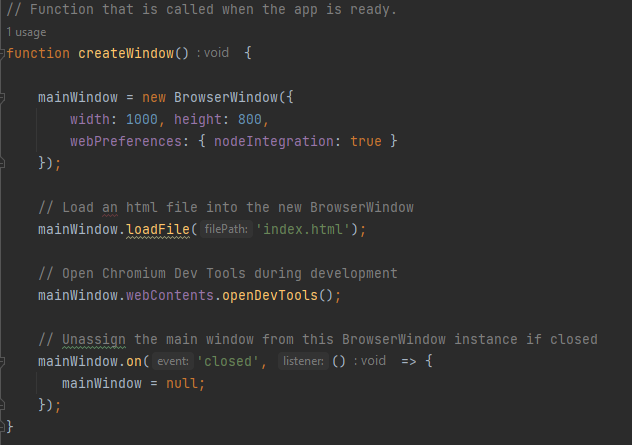 // Function that is called when the app is ready.
1 usage
function createWindow() : void {
mainWindow = new BrowserWindow({
width: 1000, height: 800,
webPreferences: { nodeIntegration: true }
});
// Load an html file into the new BrowserWindow
mainWindow.loadFile( filePath: 'index.html');
// Open Chromium Dev Tools during development
mainWindow.webContents.openDevTools();
// Unassign the main window from this BrowserWindow instance if closed
mainWindow.on( event: 'closed', listener: () : void => {
mainWindow = null;
});
}